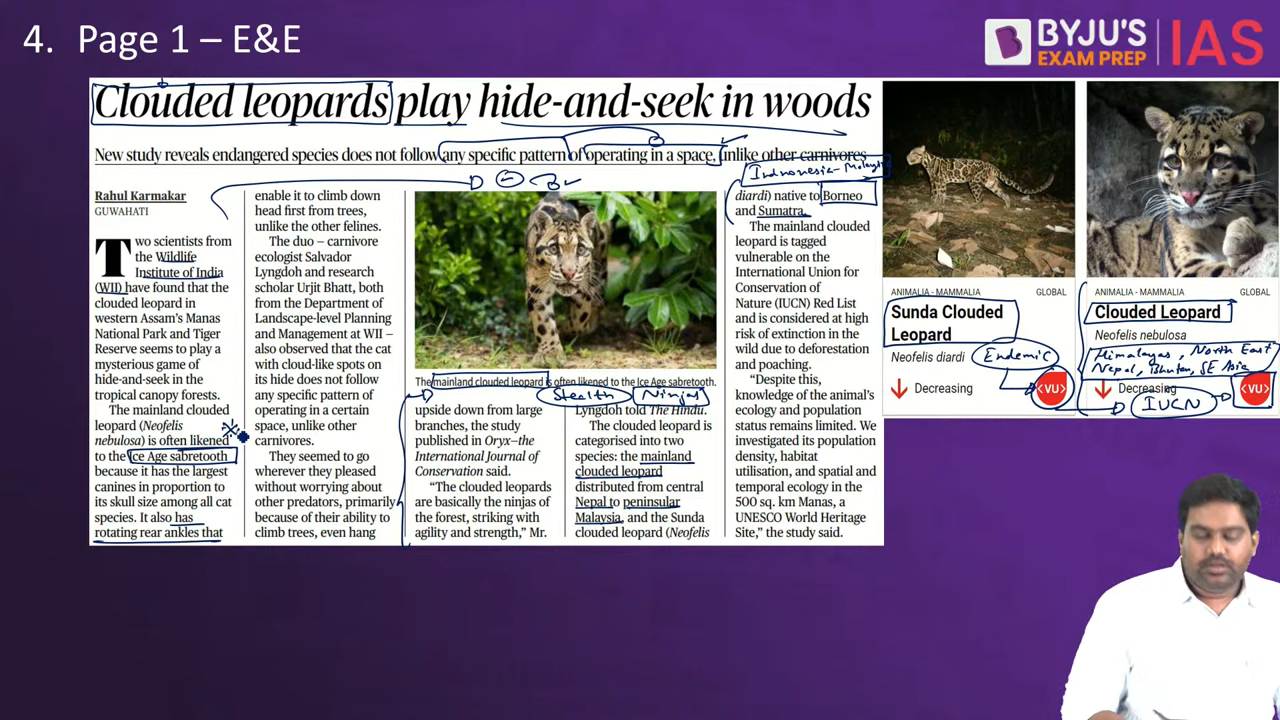 4. Page 1 – E&E
BYJU'S
EXAM PREP
IAS
Clouded leopards play hide-and-seek in woods
New study reveals endangered species does not follow any specific pattern of operating in a space, unlike other carnivores
Rahul Karmakar
GUWAHATI
Two scientists from
the Wildlife
Institute of India
(WII) have found that the
clouded leopard in
western Assam's Manas
National Park and Tiger
Reserve seems to play a
mysterious game of
hide-and-seek in the
tropical canopy forests.
The mainland clouded
leopard (Neofelis
nebulosa) is often likened
to the Ice Age sabretooth
because it has the largest
canines in proportion to
its skull size among all cat
species. It also has
rotating rear ankles that
enable it to climb down
head first from trees,
unlike the other felines.
The duo – carnivore
ecologist Salvador
Lyngdoh and research
scholar Urjit Bhatt, both
from the Department of
Landscape-level Planning
and Management at WII –
also observed that the cat
with cloud-like spots on
its hide does not follow
any specific pattern of
operating in a certain
space, unlike other
carnivores.
They seemed to go
wherever they pleased
without worrying about
other predators, primarily
because of their ability to
climb trees, even hang
The mainland clouded leopard is often likened to the Ice Age sabretooth.
Stealth
Ninjas
upside down from large
branches, the study
published in Oryx–the
International Journal of
Conservation said.
"The clouded leopards
are basically the ninjas of
the forest, striking with
agility and strength," Mr.
Lyngdoh told The Hindu.
The clouded leopard is
categorised into two
species: the mainland
clouded leopard
distributed from central
Nepal to peninsular
Malaysia, and the Sunda
clouded leopard (Neofelis
Indonesia - Malaysia
diardi) native to Borneo
and Sumatra.
The mainland clouded
leopard is tagged
vulnerable on the
International Union for
Conservation of
Nature (IUCN) Red List
and is considered at high
risk of extinction in the
wild due to deforestation
and poaching.
"Despite this,
knowledge of the animal's
ecology and population
status remains limited. We
investigated its population
density, habitat
utilisation, and spatial and
temporal ecology in the
500 sq. km Manas, a
UNESCO World Heritage
Site," the study said.
ANIMALIA - MAMMALIA GLOBAL
Sunda Clouded
Leopard
Neofelis diardi
Endemic
Decreasing
VU
ANIMALIA - MAMMALIA GLOBAL
Clouded Leopard
Neofelis nebulosa
Himalayas, North East
Nepal, Bhutan, SE Asia
Decreasing
IUCN
VU